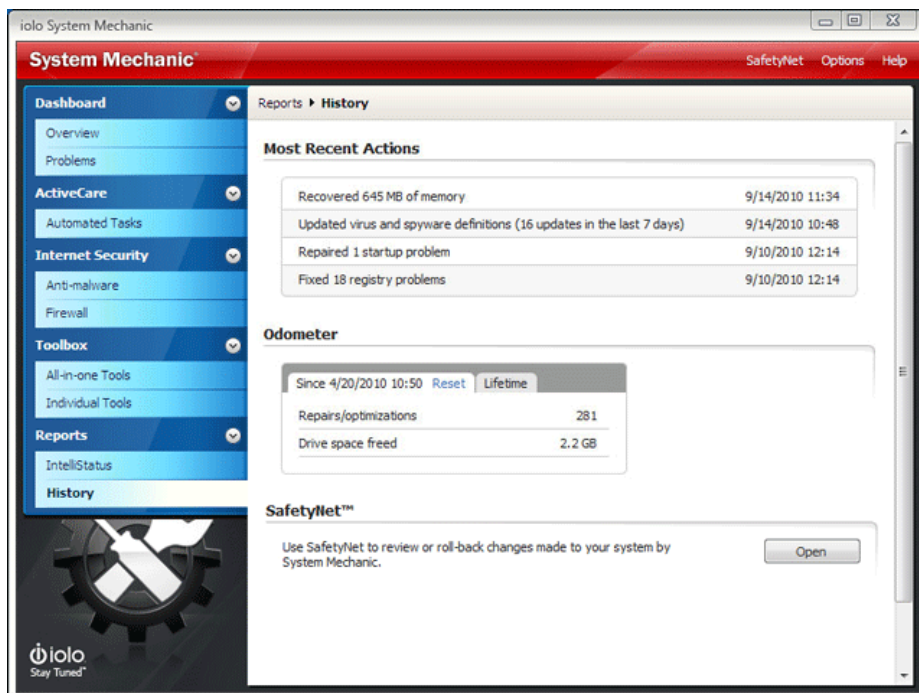 iolo System Mechanic
System Mechanic®
SafetyNet Options Help
Dashboard
Overview
Problems
ActiveCare
Automated Tasks
Internet Security
Anti-malware
Firewall
Toolbox
All-in-one Tools
Individual Tools
Reports
IntelliStatus
History
iolo
Stay Tuned™
Reports ▸ History
Most Recent Actions
Recovered 645 MB of memory 9/14/2010 11:34
Updated virus and spyware definitions (16 updates in the last 7 days) 9/14/2010 10:48
Repaired 1 startup problem 9/10/2010 12:14
Fixed 18 registry problems 9/10/2010 12:14
Odometer
Since 4/20/2010 10:50 Reset Lifetime
Repairs/optimizations 281
Drive space freed 2.2 GB
SafetyNet™
Use SafetyNet to review or roll-back changes made to your system by
System Mechanic.
Open